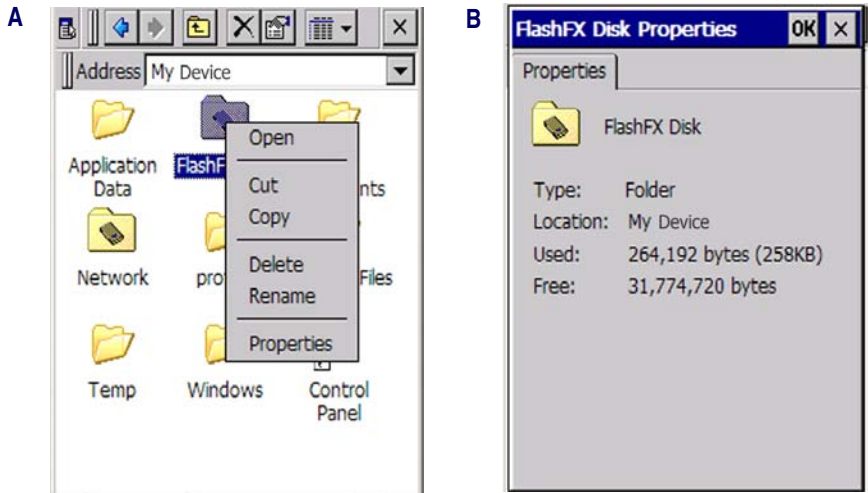 A
Address My Device
Open
Cut
Copy
Delete
Rename
Properties
Application
Data
FlashF
nts
Network
pro
Files
Temp
Windows
Control
Panel
B
FlashFX Disk Properties OK
Properties
FlashFX Disk
Type: Folder
Location: My Device
Used: 264,192 bytes (258KB)
Free: 31,774,720 bytes